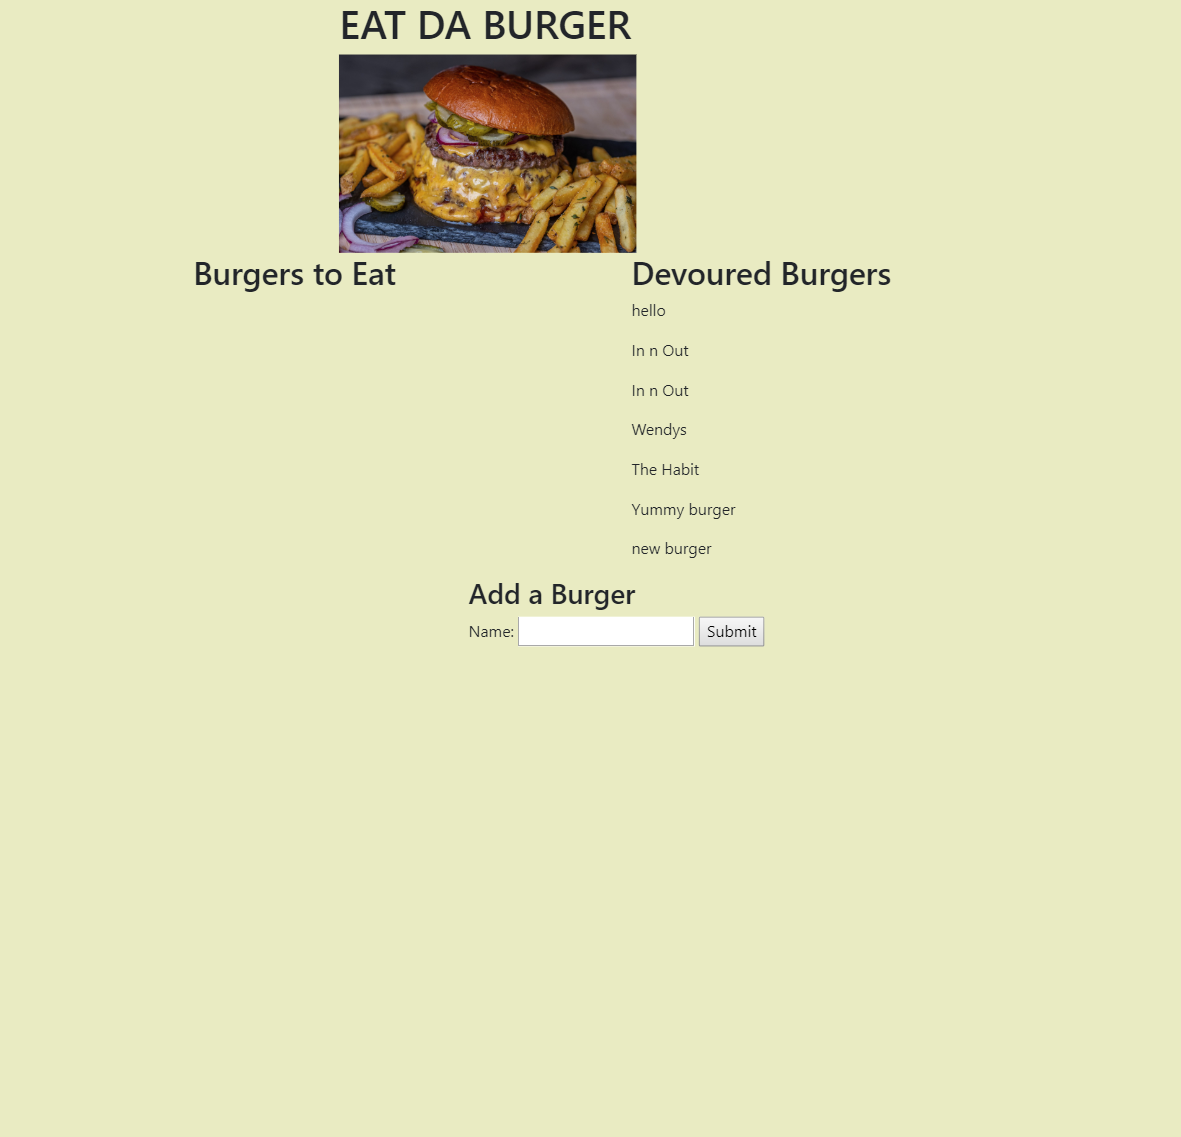 EAT DA BURGER
Burgers to Eat
Devoured Burgers
hello
In n Out
In n Out
Wendys
The Habit
Yummy burger
new burger
Add a Burger
Name: Submit